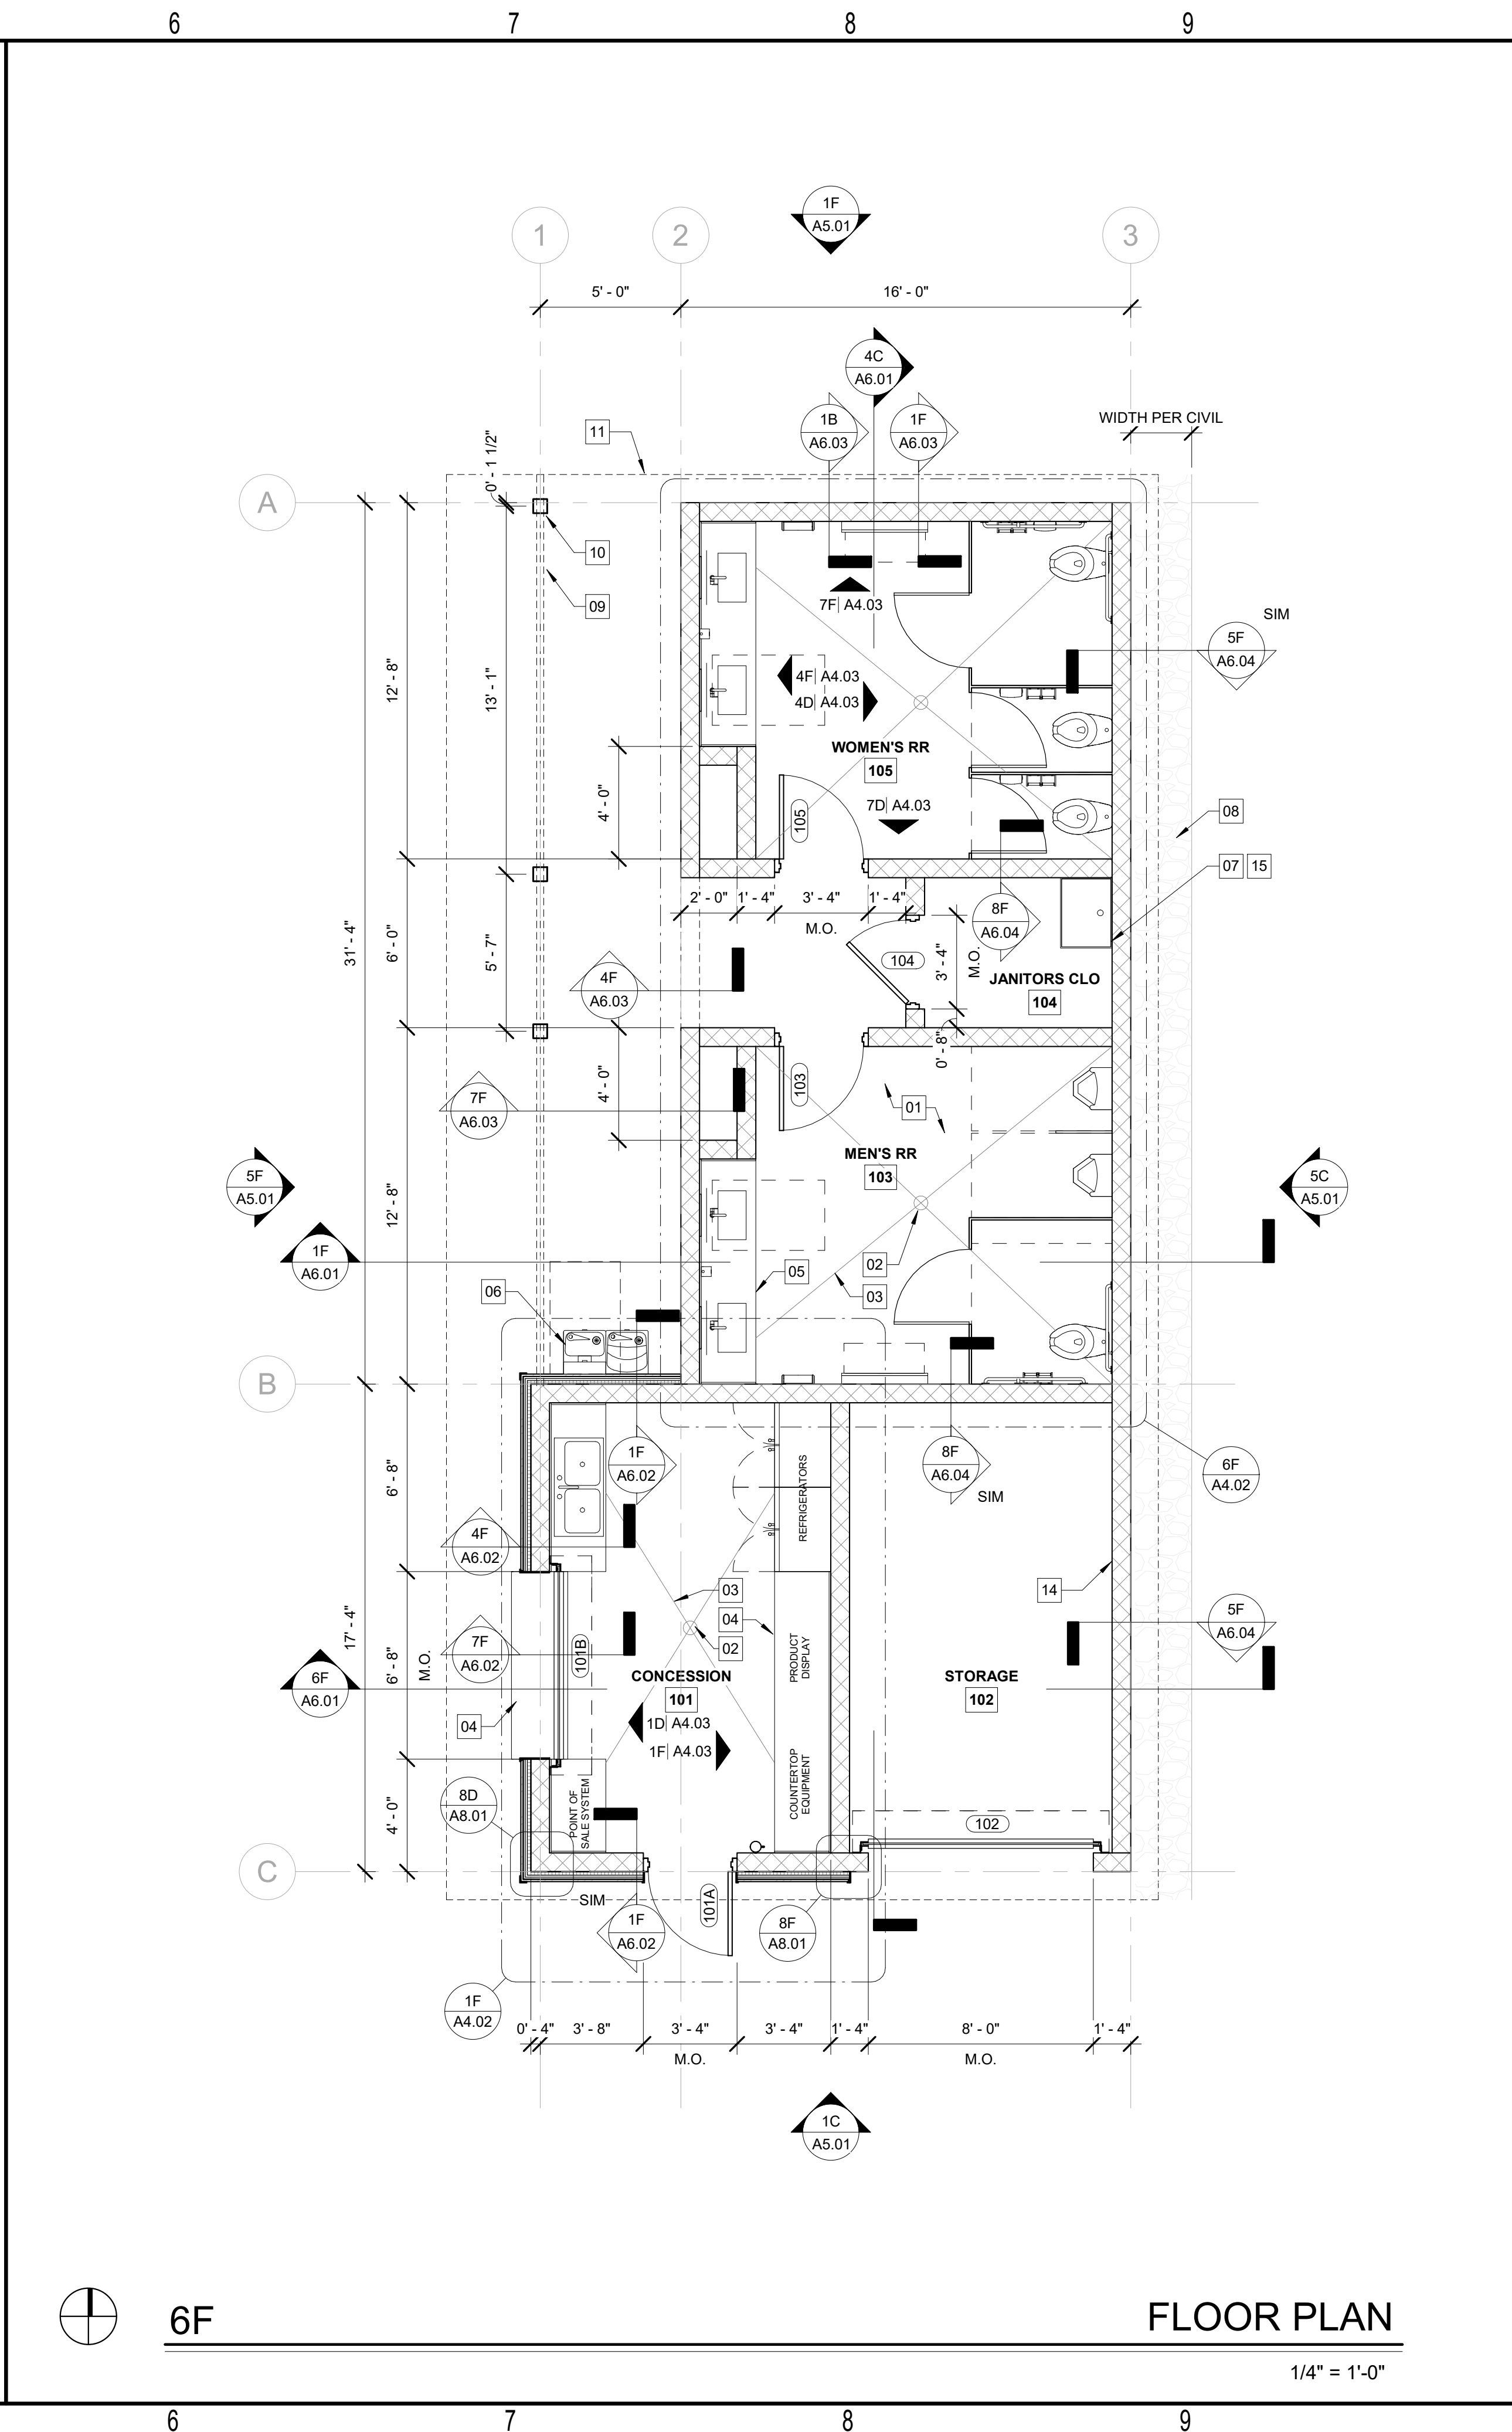 6 7 8 9
1F
A5.01
1 2 3
5' - 0" 16' - 0"
4C
A6.01
1B
A6.03
1F
A6.03
WIDTH PER CIVIL
11
0' - 1 1/2"
A
10
09
7F A4.03
SIM
5F
A6.04
12' - 8"
13' - 1"
4F A4.03
4D A4.03
WOMEN'S RR
105
4' - 0"
105
7D A4.03
08
07 15
2' - 0" 1' - 4" 3' - 4" 1' - 4"
M.O.
8F
A6.04
31' - 4"
6' - 0"
5' - 7"
104
3' - 4"
M.O.
JANITORS CLO
104
4F
A6.03
0' - 8"
4' - 0"
103
7F
A6.03
01
MEN'S RR
103
5F
A5.01
5C
A5.01
12' - 8"
1F
A6.01
02
05
03
06
B
6' - 8"
1F
A6.02
REFRIGERATORS
8F
A6.04
SIM
6F
A4.02
4F
A6.02
03
04
02
14
17' - 4"
6' - 8"
M.O.
7F
A6.02
101B
PRODUCT
DISPLAY
5F
A6.04
6F
A6.01
CONCESSION
101
STORAGE
102
04
1D A4.03
1F A4.03
8D
A8.01
4' - 0"
POINT OF
SALE SYSTEM
COUNTERTOP
EQUIPMENT
102
C
SIM
101A
1F
A6.02
8F
A8.01
1F
A4.02
0' - 4" 3' - 8" 3' - 4" 3' - 4" 1' - 4" 8' - 0" 1' - 4"
M.O. M.O.
1C
A5.01
6F FLOOR PLAN
1/4" = 1'-0"
6 7 8 9